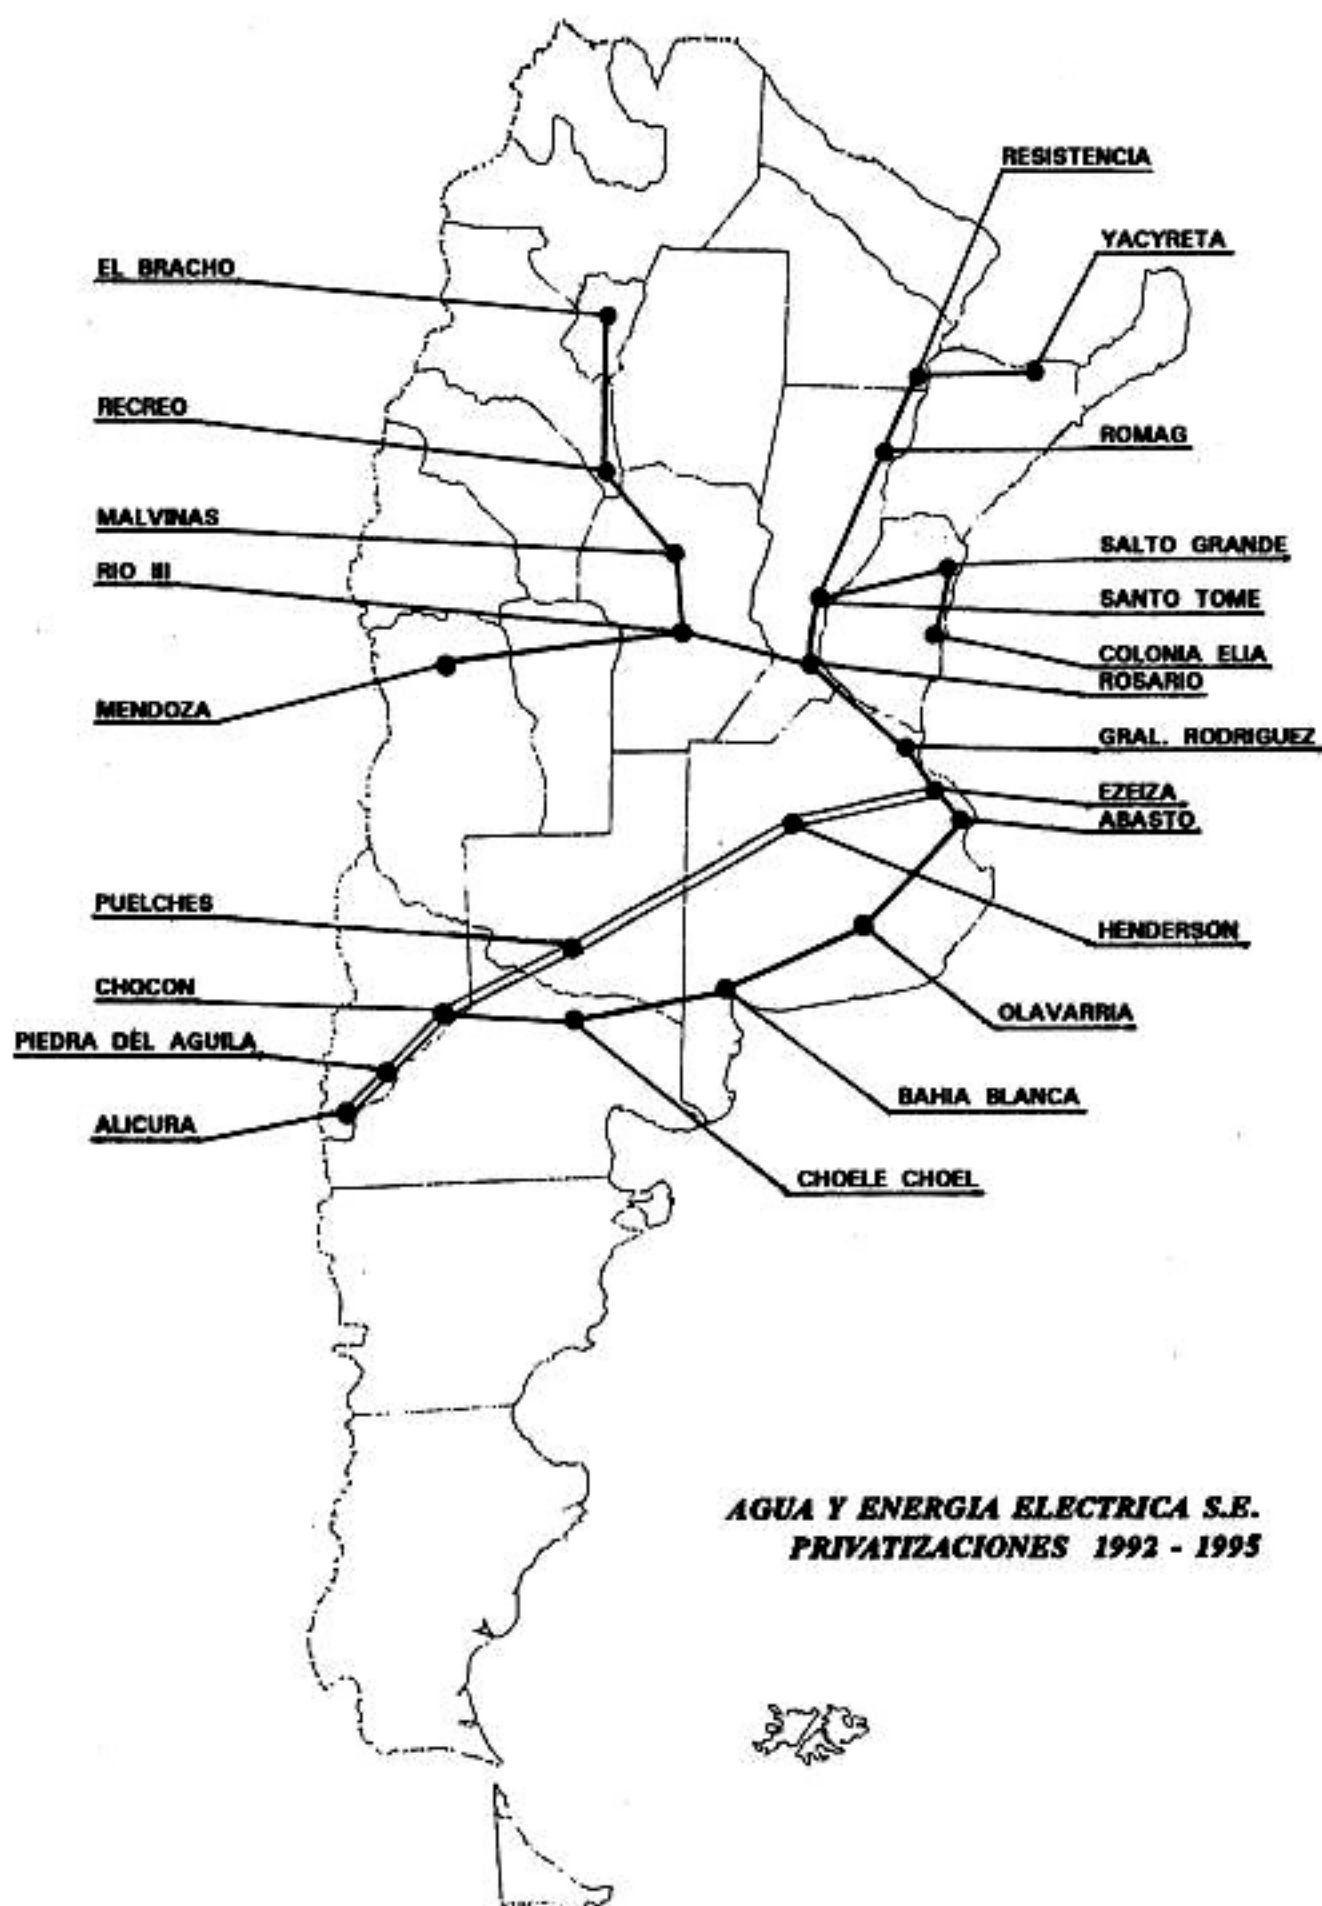 RESISTENCIA
YACYRETA
EL BRACHO
RECREO
ROMAG
MALVINAS
SALTO GRANDE
RIO III
SANTO TOME
COLONIA ELIA
ROSARIO
MENDOZA
GRAL. RODRIGUEZ
EZEIZA
ABASTO
PUELCHES
HENDERSON
CHOCON
OLAVARRIA
PIEDRA DEL AGUILA
BAHIA BLANCA
ALICURA
CHOELE CHOEL
AGUA Y ENERGIA ELECTRICA S.E.
PRIVATIZACIONES 1992 - 1995